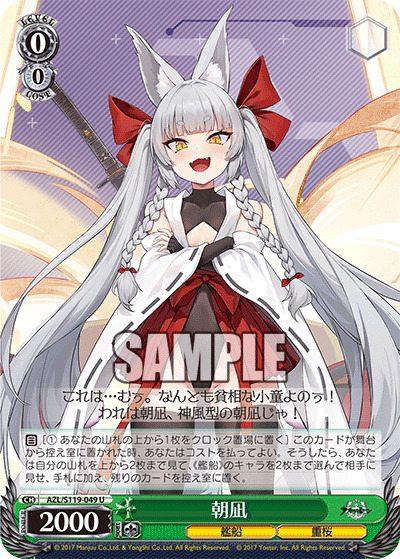 LEVEL
0
0
COST
SAMPLE
これは…むぅ。なんとも貧相な小童よのぅ!
われは朝凪、神風型の朝凪じゃ!
自[① あなたの山札の上から1枚をクロック置場に置く]このカードが舞台
から控え室に置かれた時、あなたはコストを払ってよい。そうしたら、あなた
は自分の山札を上から2枚まで見て、《艦船》のキャラを2枚まで選んで相手に
見せ、手札に加え、残りのカードを控え室に置く。
CH AZL/S119-049 U
2000
朝凪
艦船 重桜
© 2017 Manjuu Co.,Ltd. & YongShi Co.,Ltd. All Rights Reserved. © 2017 Yostar, Inc. All Rights Reserved.